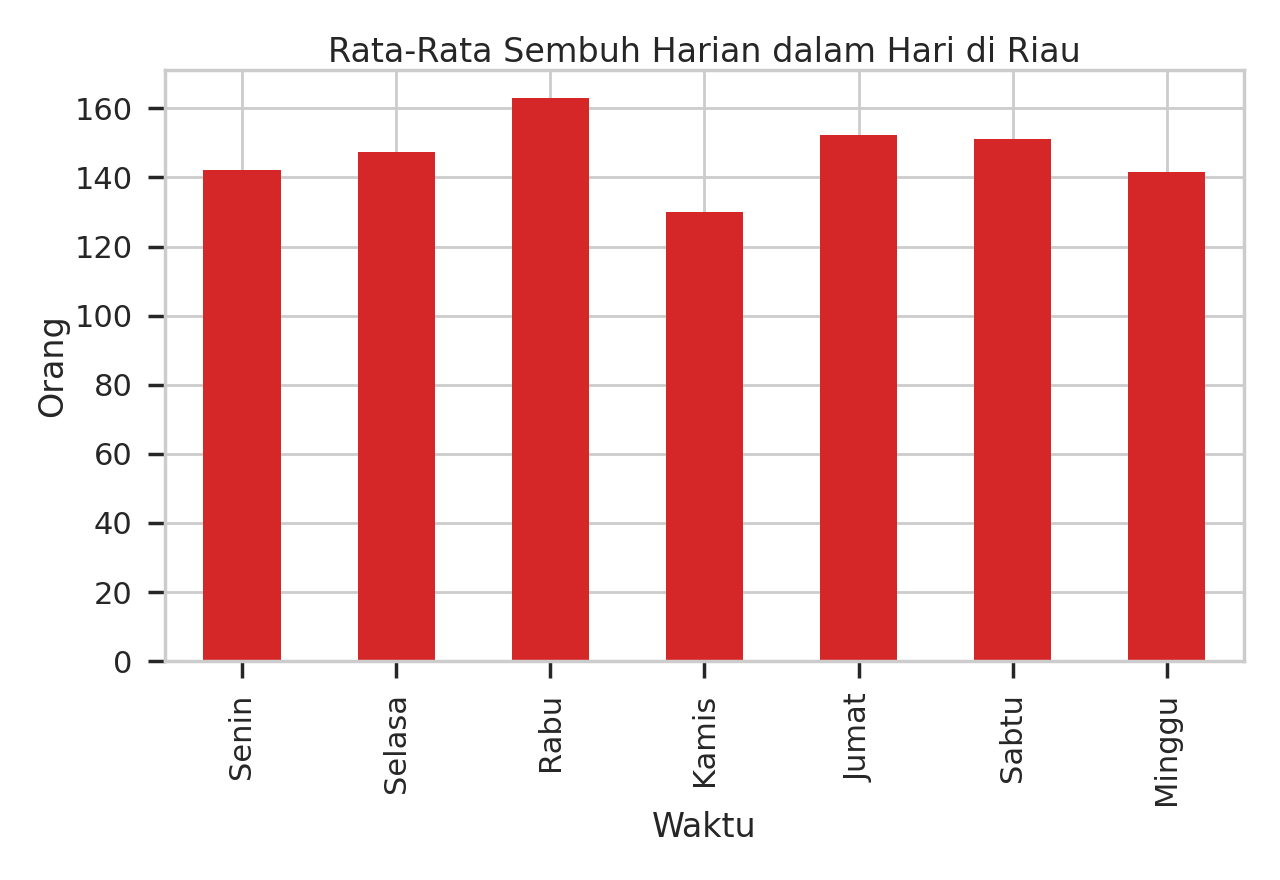 Rata-Rata Sembuh Harian dalam Hari di Riau
Orang
160
140
120
100
80
60
40
20
0
Senin
Selasa
Rabu
Kamis
Jumat
Sabtu
Minggu
Waktu